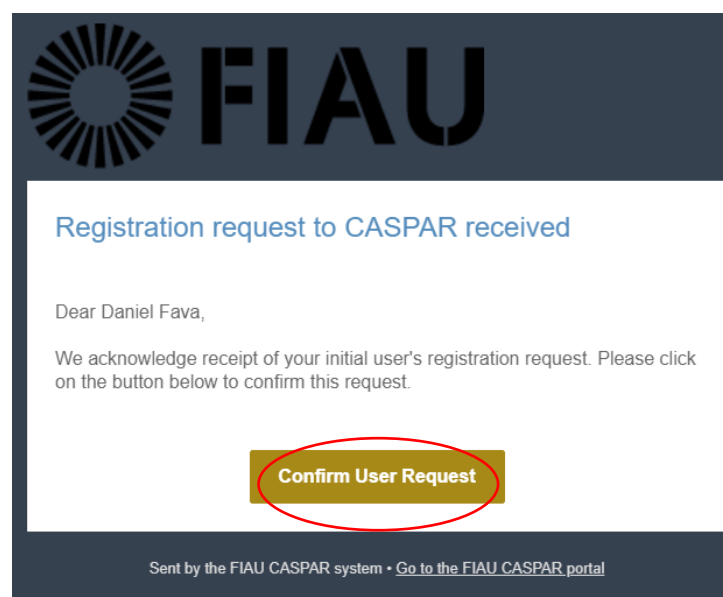 FIAU
Registration request to CASPAR received
Dear Daniel Fava,
We acknowledge receipt of your initial user's registration request. Please click
on the button below to confirm this request.
Confirm User Request
Sent by the FIAU CASPAR system • Go to the FIAU CASPAR portal